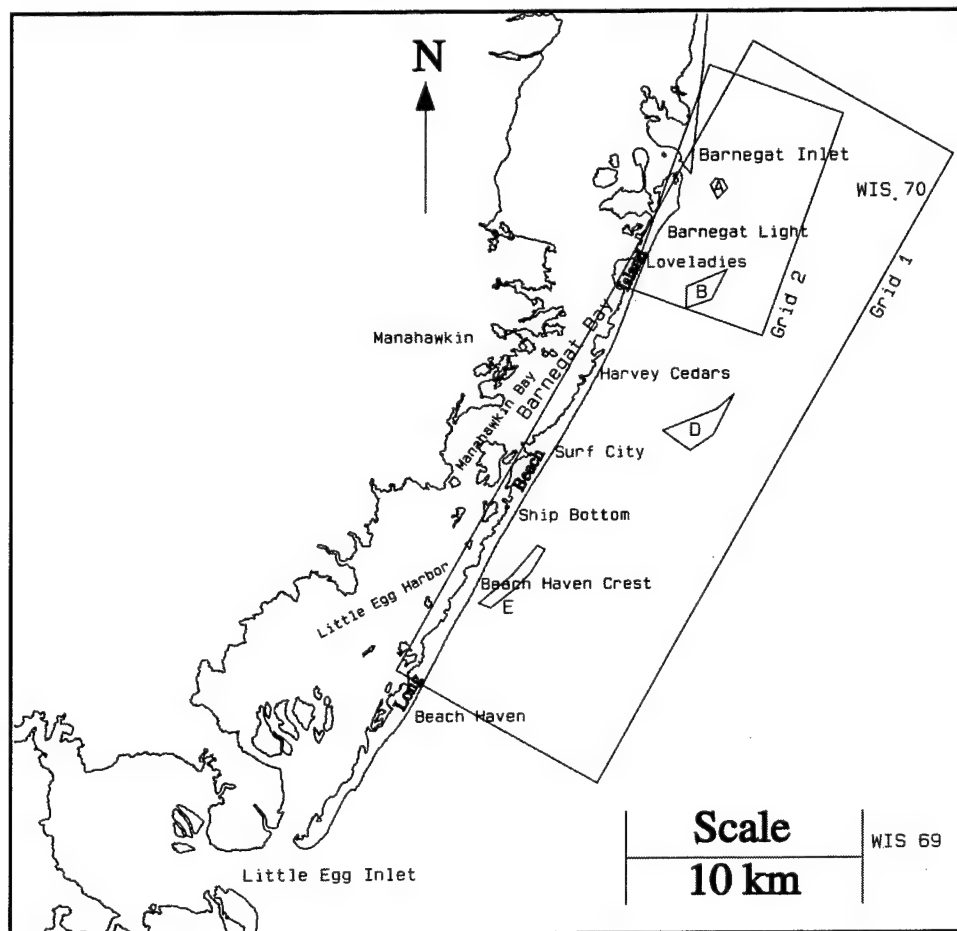 N
Barnegat Inlet
A
WIS. 70
Barnegat Light
Loveladies
Island
B
Grid 2
Grid 1
Barnegat Bay
Manahawkin
Manahawkin Bay
Harvey Cedars
D
Surf City
Beach
Ship Bottom
Little Egg Harbor
Beach Haven Crest
E
Long
Beach Haven
Scale
10 km
WIS 69
Little Egg Inlet